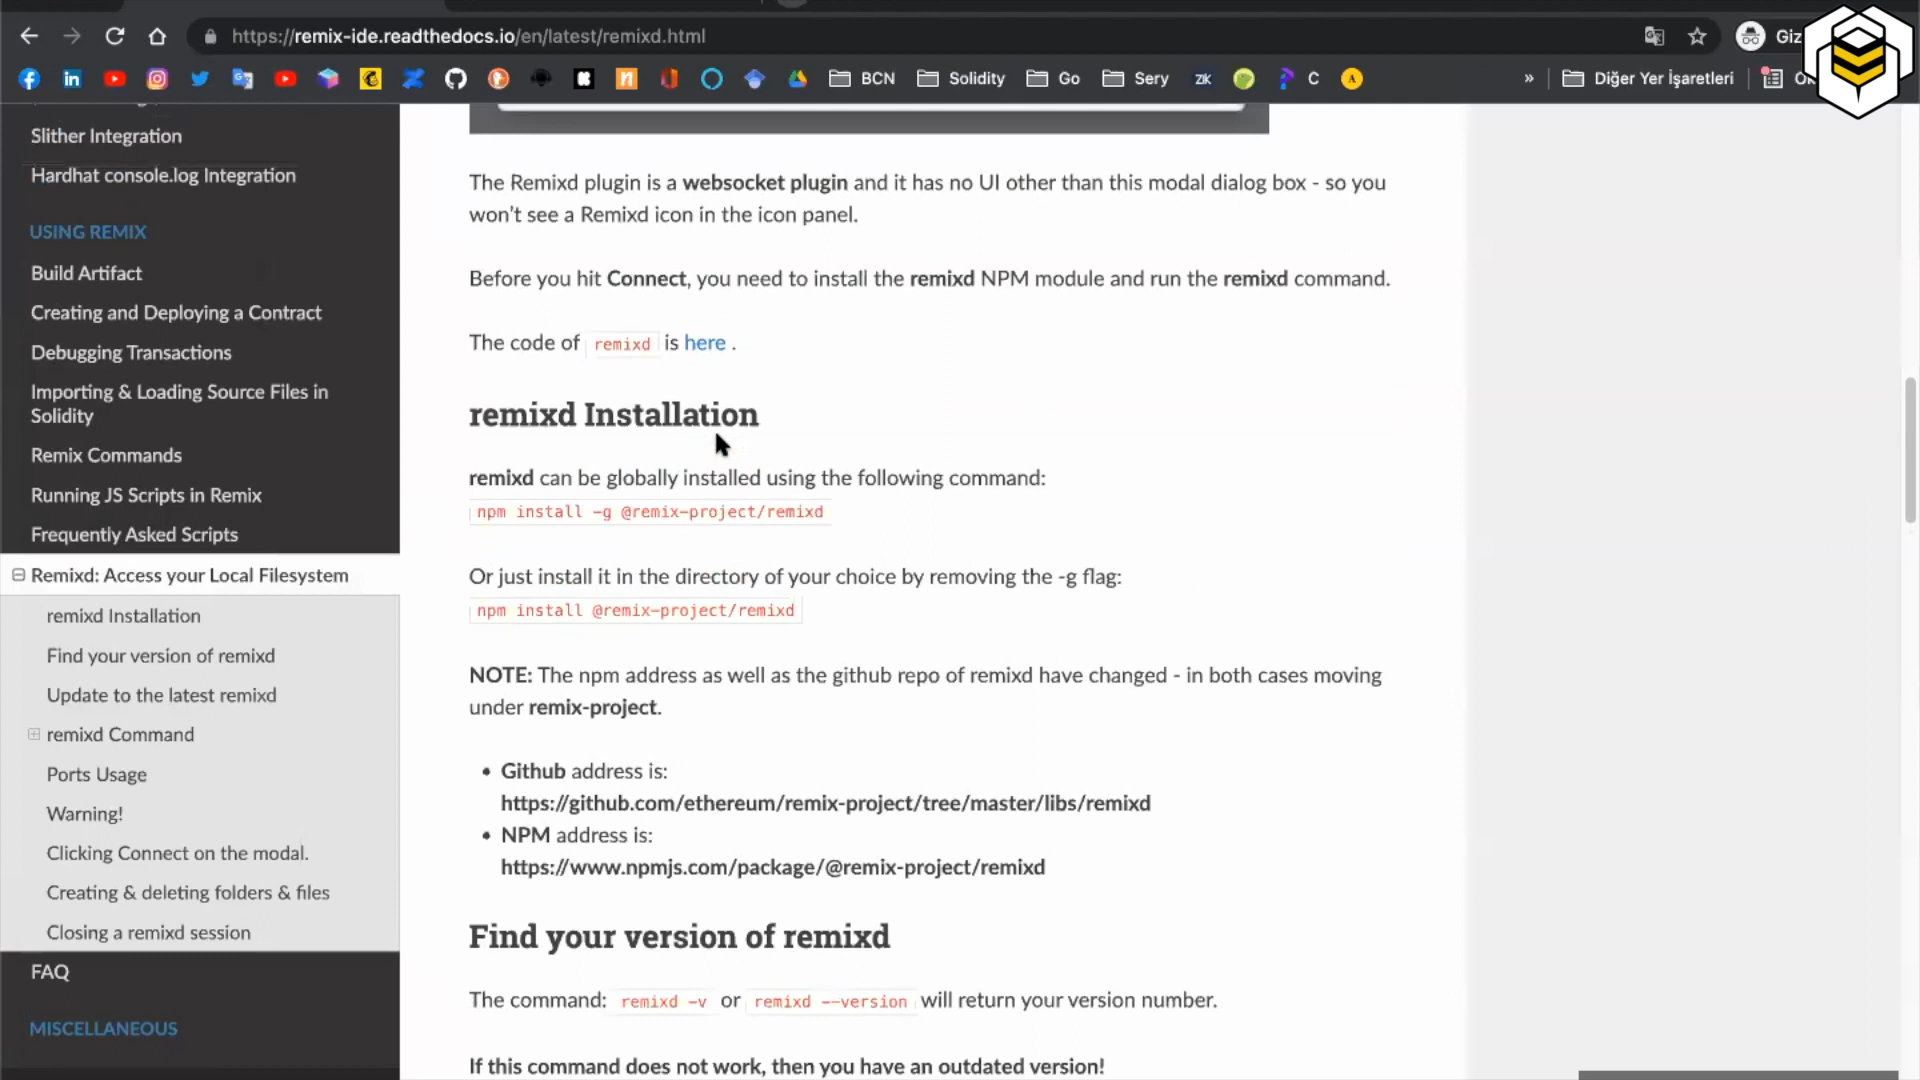 https://remix-ide.readthedocs.io/en/latest/remixd.html
Giz
BCN
Solidity
Go
Sery
ZK
C
A
»
Diğer Yer İşaretleri
Slither Integration
Hardhat console.log Integration
USING REMIX
Build Artifact
Creating and Deploying a Contract
Debugging Transactions
Importing & Loading Source Files in
Solidity
Remix Commands
Running JS Scripts in Remix
Frequently Asked Scripts
Remixd: Access your Local Filesystem
remixd Installation
Find your version of remixd
Update to the latest remixd
remixd Command
Ports Usage
Warning!
Clicking Connect on the modal.
Creating & deleting folders & files
Closing a remixd session
FAQ
MISCELLANEOUS
The Remixd plugin is a websocket plugin and it has no UI other than this modal dialog box - so you
won't see a Remixd icon in the icon panel.
Before you hit Connect, you need to install the remixd NPM module and run the remixd command.
The code of remixd is here .
remixd Installation
remixd can be globally installed using the following command:
npm install -g @remix-project/remixd
Or just install it in the directory of your choice by removing the -g flag:
npm install @remix-project/remixd
NOTE: The npm address as well as the github repo of remixd have changed - in both cases moving
under remix-project.
• Github address is:
https://github.com/ethereum/remix-project/tree/master/libs/remixd
• NPM address is:
https://www.npmjs.com/package/@remix-project/remixd
Find your version of remixd
The command: remixd -v or remixd --version will return your version number.
If this command does not work, then you have an outdated version!